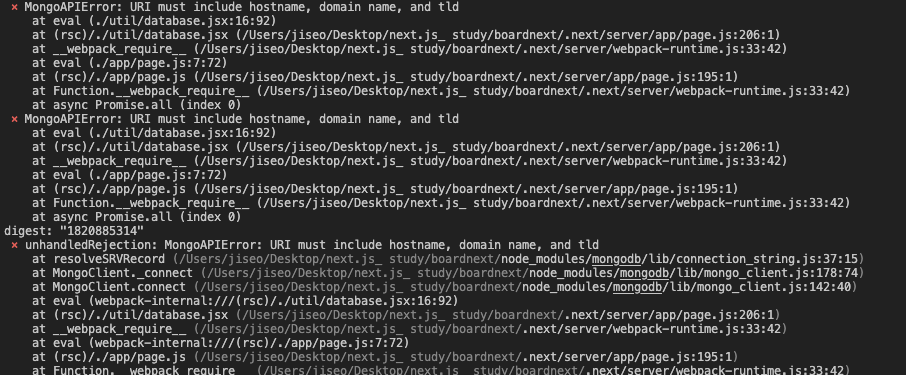 × MongoAPIError: URI must include hostname, domain name, and tld
at eval (./util/database.jsx:16:92)
at (rsc)/./util/database.jsx (/Users/jiseo/Desktop/next.js_ study/boardnext/.next/server/app/page.js:206:1)
at __webpack_require__ (/Users/jiseo/Desktop/next.js_ study/boardnext/.next/server/webpack-runtime.js:33:42)
at eval (./app/page.js:7:72)
at (rsc)/./app/page.js (/Users/jiseo/Desktop/next.js_ study/boardnext/.next/server/app/page.js:195:1)
at Function.__webpack_require__ (/Users/jiseo/Desktop/next.js_ study/boardnext/.next/server/webpack-runtime.js:33:42)
at async Promise.all (index 0)
× MongoAPIError: URI must include hostname, domain name, and tld
at eval (./util/database.jsx:16:92)
at (rsc)/./util/database.jsx (/Users/jiseo/Desktop/next.js_ study/boardnext/.next/server/app/page.js:206:1)
at __webpack_require__ (/Users/jiseo/Desktop/next.js_ study/boardnext/.next/server/webpack-runtime.js:33:42)
at eval (./app/page.js:7:72)
at (rsc)/./app/page.js (/Users/jiseo/Desktop/next.js_ study/boardnext/.next/server/app/page.js:195:1)
at Function.__webpack_require__ (/Users/jiseo/Desktop/next.js_ study/boardnext/.next/server/webpack-runtime.js:33:42)
at async Promise.all (index 0)
digest: "1820885314"
× unhandledRejection: MongoAPIError: URI must include hostname, domain name, and tld
at resolveSRVRecord (/Users/jiseo/Desktop/next.js_ study/boardnext/node_modules/mongodb/lib/connection_string.js:37:15)
at MongoClient._connect (/Users/jiseo/Desktop/next.js_ study/boardnext/node_modules/mongodb/lib/mongo_client.js:178:74)
at MongoClient.connect (/Users/jiseo/Desktop/next.js_ study/boardnext/node_modules/mongodb/lib/mongo_client.js:142:40)
at eval (webpack-internal:///(rsc)/./util/database.jsx:16:92)
at (rsc)/./util/database.jsx (/Users/jiseo/Desktop/next.js_ study/boardnext/.next/server/app/page.js:206:1)
at __webpack_require__ (/Users/jiseo/Desktop/next.js_ study/boardnext/.next/server/webpack-runtime.js:33:42)
at eval (webpack-internal:///(rsc)/./app/page.js:7:72)
at (rsc)/./app/page.js (/Users/jiseo/Desktop/next.js_ study/boardnext/.next/server/app/page.js:195:1)
at Function.__webpack_require__ (/Users/jiseo/Desktop/next.js_ study/boardnext/.next/server/webpack-runtime.js:33:42)